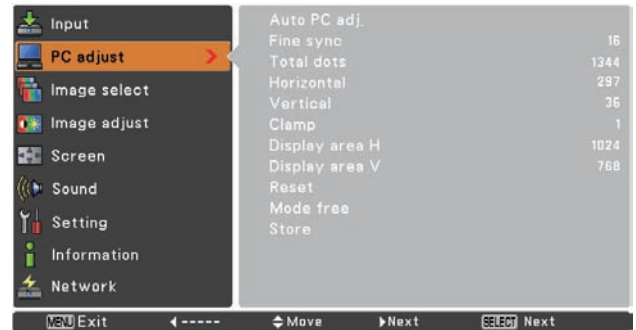 Input
PC adjust
Image select
Image adjust
Screen
Sound
Setting
Information
Network
Auto PC adj.
Fine sync 16
Total dots 1344
Horizontal 297
Vertical 36
Clamp 1
Display area H 1024
Display area V 768
Reset
Mode free
Store
MENU Exit ----- Move Next SELECT Next